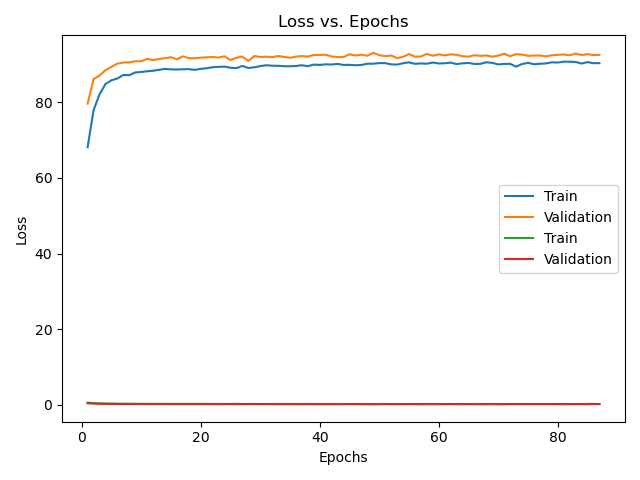 Loss vs. Epochs
Loss
80
60
40
20
0
0 20 40 60 80
Epochs
Train
Validation
Train
Validation